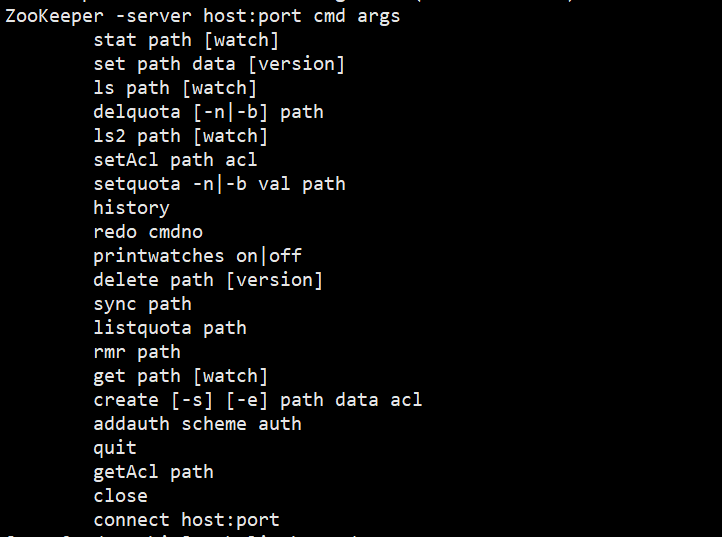 ZooKeeper -server host:port cmd args
stat path [watch]
set path data [version]
ls path [watch]
delquota [-n|-b] path
ls2 path [watch]
setAcl path acl
setquota -n|-b val path
history
redo cmdno
printwatches on|off
delete path [version]
sync path
listquota path
rmr path
get path [watch]
create [-s] [-e] path data acl
addauth scheme auth
quit
getAcl path
close
connect host:port